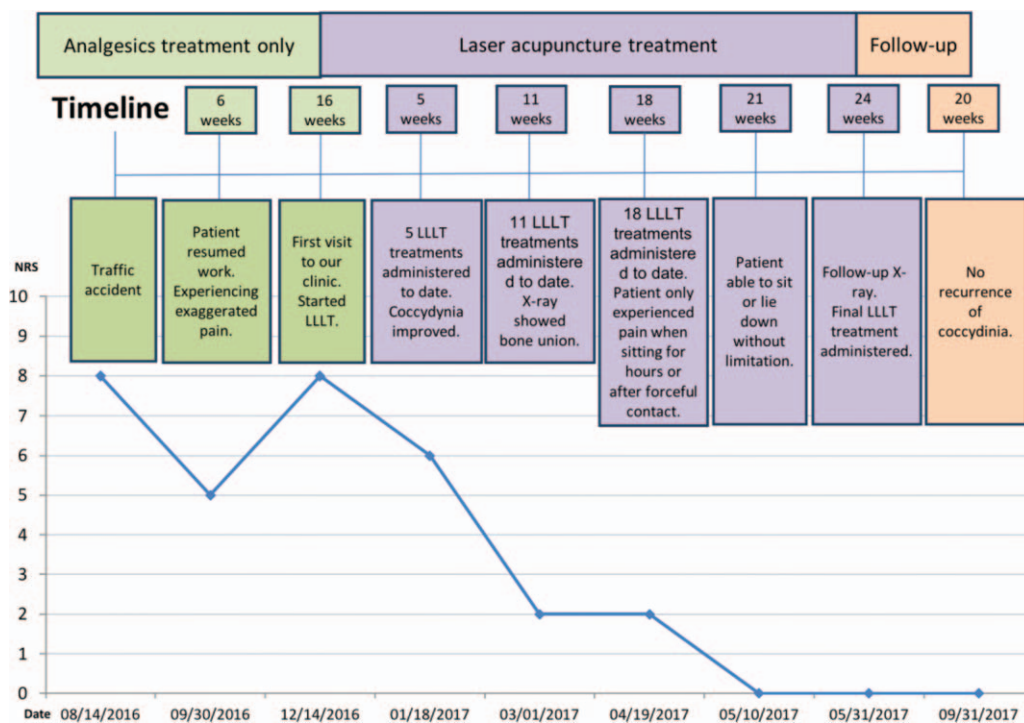 Analgesics treatment only
Laser acupuncture treatment
Follow-up
Timeline
6
weeks
16
weeks
5
weeks
11
weeks
18
weeks
21
weeks
24
weeks
20
weeks
Traffic
accident
Patient
resumed
work.
Experiencing
exaggerated
pain.
First visit
to our
clinic.
Started
LLLT.
5 LLLT
treatments
administered
to date.
Coccydynia
improved.
11 LLLT
treatments
administere
d to date.
X-ray
showed
bone union.
18 LLLT
treatments
administere
d to date.
Patient only
experienced
pain when
sitting for
hours or
after forceful
contact.
Patient
able to sit
or lie
down
without
limitation.
Follow-up X-
ray.
Final LLLT
treatment
administered.
No
recurrence
of
coccydinia.
NRS
10
9
8
7
6
5
4
3
2
1
0
Date 08/14/2016 09/30/2016 12/14/2016 01/18/2017 03/01/2017 04/19/2017 05/10/2017 05/31/2017 09/31/2017